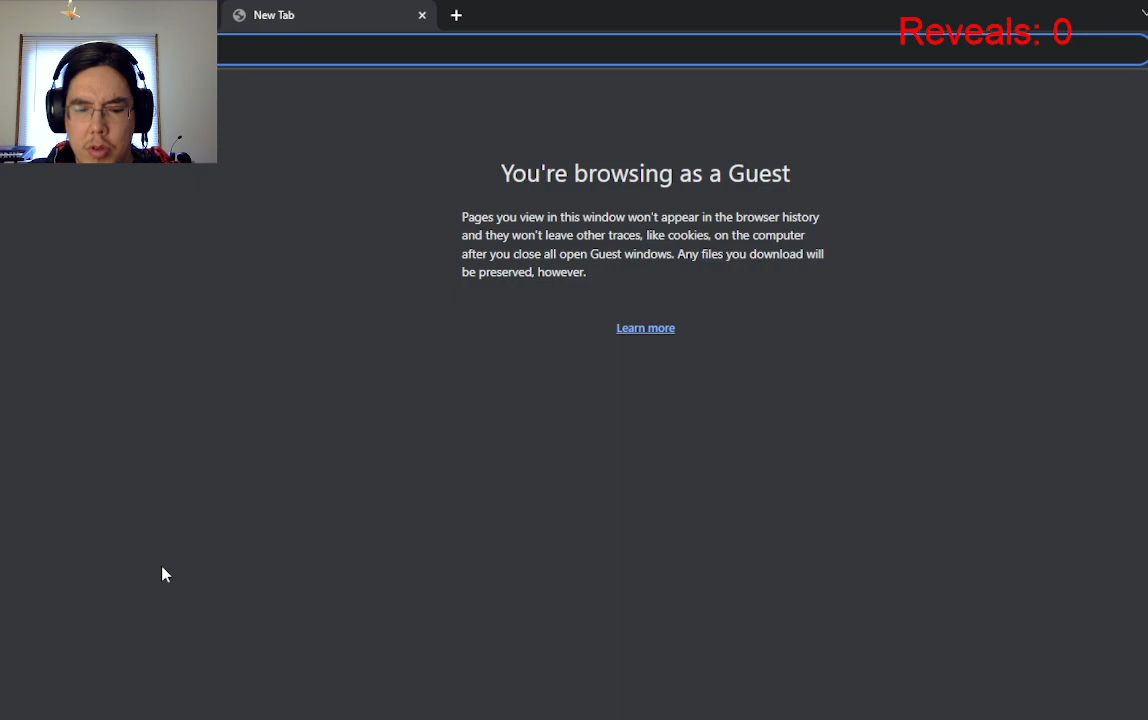 New Tab
Reveals: 0
You're browsing as a Guest
Pages you view in this window won't appear in the browser history
and they won't leave other traces, like cookies, on the computer
after you close all open Guest windows. Any files you download will
be preserved, however.
Learn more